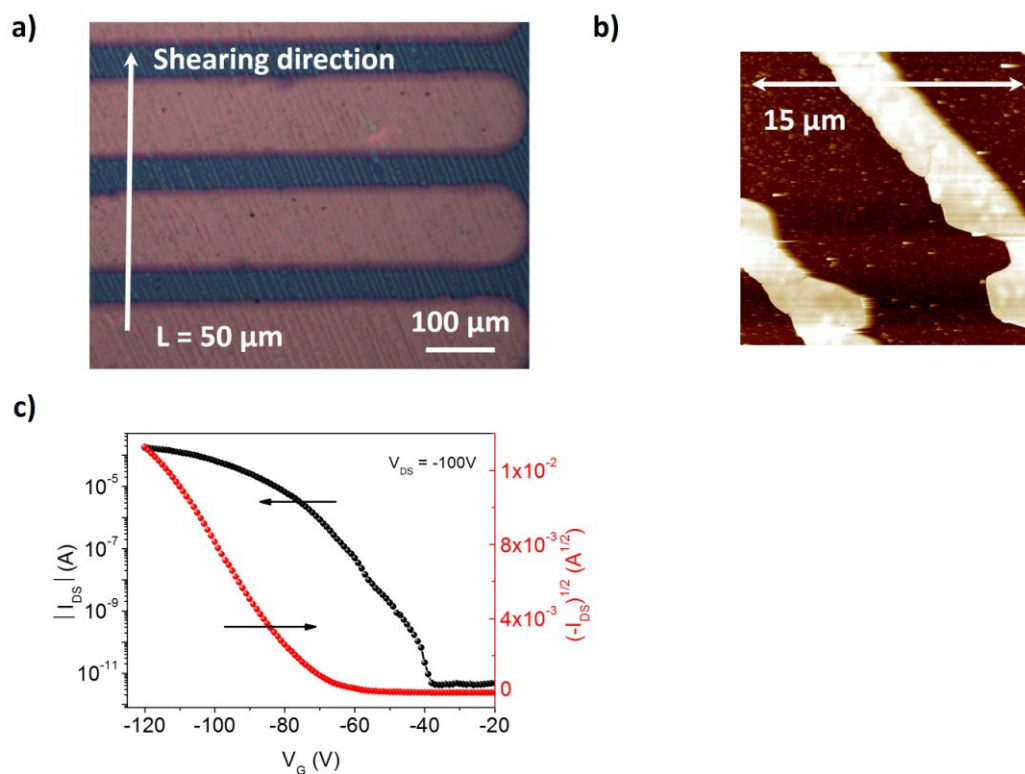 a)
Shearing direction
L = 50 µm
100 µm
b)
15 µm
c)
V_DS = -100V
10^-5
10^-7
10^-9
10^-11
|I_DS| (A)
1x10^-2
8x10^-3
4x10^-3
0
(-I_DS)^1/2 (A^1/2)
-120 -100 -80 -60 -40 -20
V_G (V)